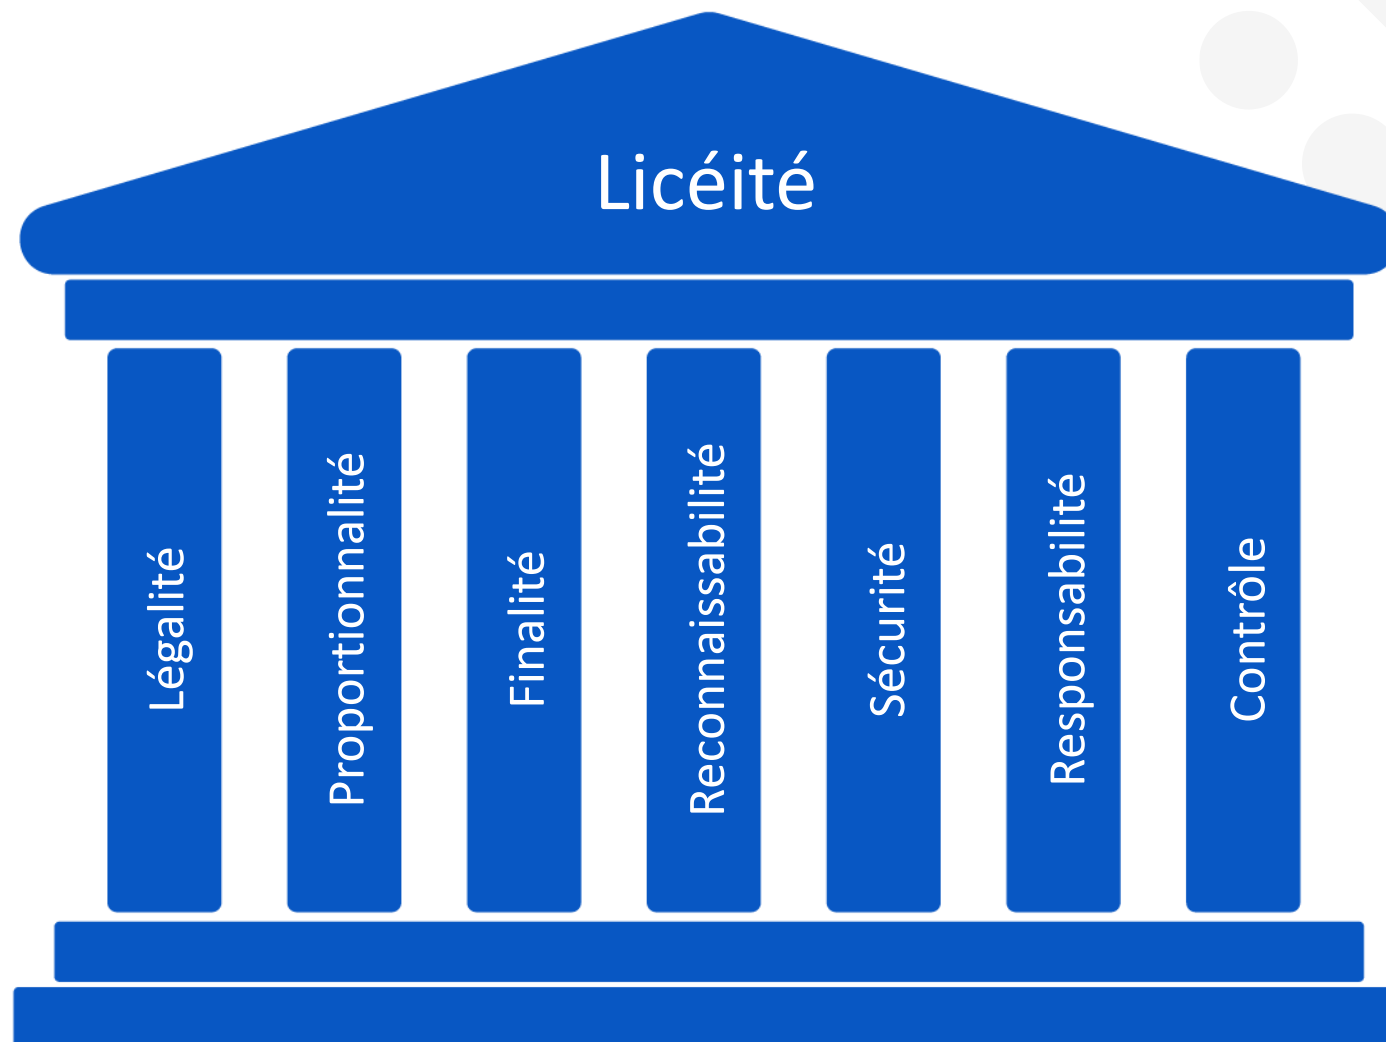 Licéité
Légalité
Proportionnalité
Finalité
Reconnaissabilité
Sécurité
Responsabilité
Contrôle